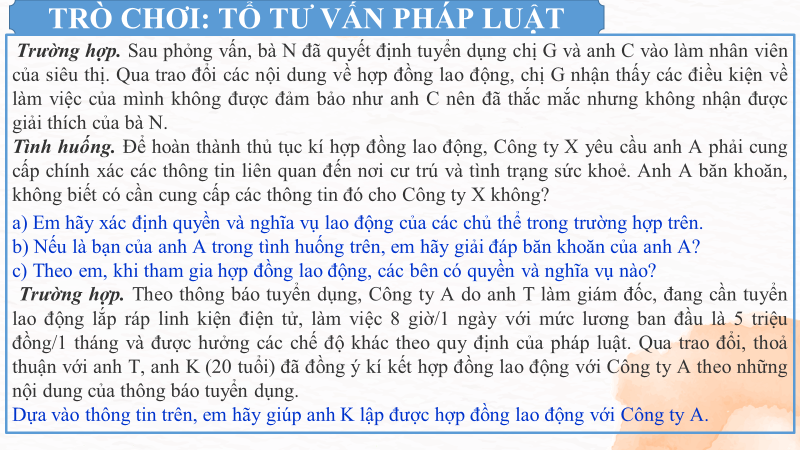 TRÒ CHƠI: TỔ TƯ VẤN PHÁP LUẬT
Trường hợp. Sau phỏng vấn, bà N đã quyết định tuyển dụng chị G và anh C vào làm nhân viên
của siêu thị. Qua trao đổi các nội dung về hợp đồng lao động, chị G nhận thấy các điều kiện về
làm việc của mình không được đảm bảo như anh C nên đã thắc mắc nhưng không nhận được
giải thích của bà N.
Tình huống. Để hoàn thành thủ tục kí hợp đồng lao động, Công ty X yêu cầu anh A phải cung
cấp chính xác các thông tin liên quan đến nơi cư trú và tình trạng sức khoẻ. Anh A băn khoăn,
không biết có cần cung cấp các thông tin đó cho Công ty X không?
a) Em hãy xác định quyền và nghĩa vụ lao động của các chủ thể trong trường hợp trên.
b) Nếu là bạn của anh A trong tình huống trên, em hãy giải đáp băn khoăn của anh A?
c) Theo em, khi tham gia hợp đồng lao động, các bên có quyền và nghĩa vụ nào?
Trường hợp. Theo thông báo tuyển dụng, Công ty A do anh T làm giám đốc, đang cần tuyển
lao động lắp ráp linh kiện điện tử, làm việc 8 giờ/1 ngày với mức lương ban đầu là 5 triệu
đồng/1 tháng và được hưởng các chế độ khác theo quy định của pháp luật. Qua trao đổi, thoả
thuận với anh T, anh K (20 tuổi) đã đồng ý kí kết hợp đồng lao động với Công ty A theo những
nội dung của thông báo tuyển dụng.
Dựa vào thông tin trên, em hãy giúp anh K lập được hợp đồng lao động với Công ty A.